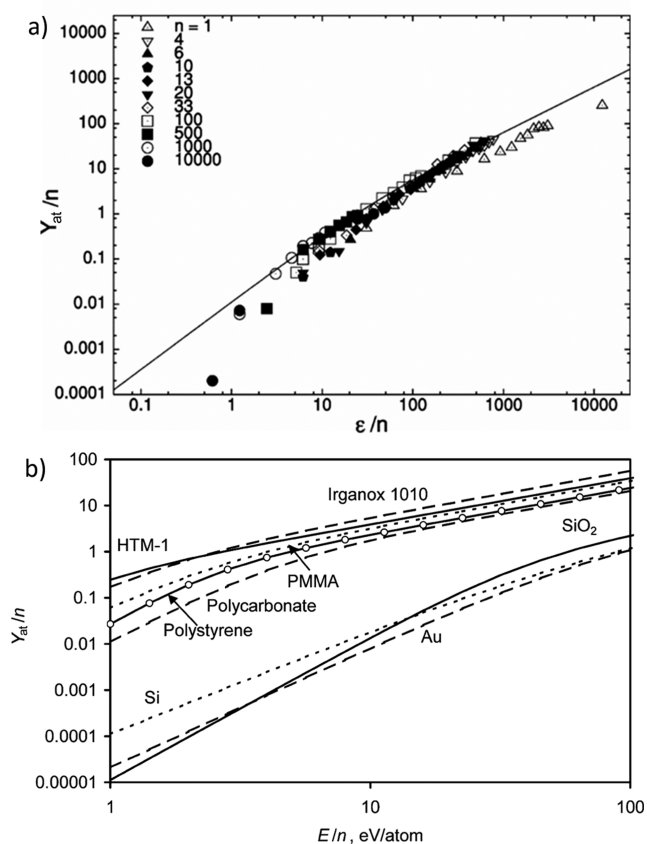 a)
n = 1
4
6
10
13
20
33
100
500
1000
10000
10000
1000
100
10
1
0.1
0.01
0.001
0.0001
Yat/n
0.1 1 10 100 1000 10000
ε/n
b)
100
10
1
0.1
0.01
0.001
0.0001
0.00001
Yat/n
Irganox 1010
SiO2
HTM-1
PMMA
Polycarbonate
Polystyrene
Au
Si
1 10 100
E/n, eV/atom